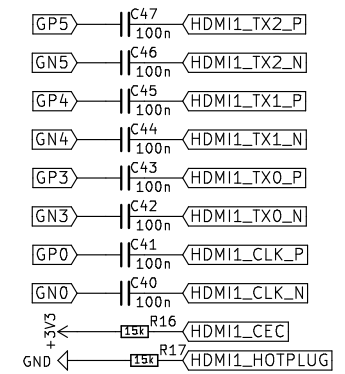 GP5 C47 100n HDMI1_TX2_P
GN5 C46 100n HDMI1_TX2_N
GP4 C45 100n HDMI1_TX1_P
GN4 C44 100n HDMI1_TX1_N
GP3 C43 100n HDMI1_TX0_P
GN3 C42 100n HDMI1_TX0_N
GP0 C41 100n HDMI1_CLK_P
GN0 C40 100n HDMI1_CLK_N
+3V3 15k R16 HDMI1_CEC
GND 15k R17 HDMI1_HOTPLUG